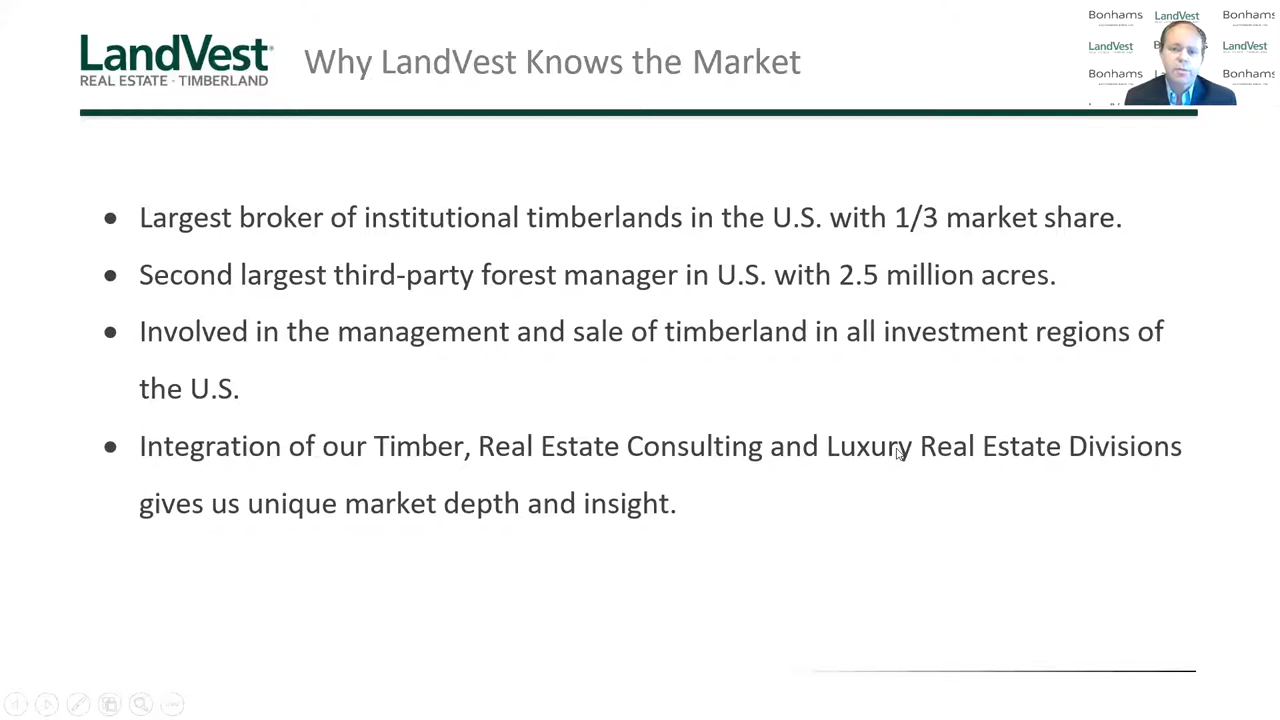 LandVest
REAL ESTATE · TIMBERLAND
Why LandVest Knows the Market
Bonhams LandVest Bonhams
LandVest LandVest
Bonhams Bonhams
• Largest broker of institutional timberlands in the U.S. with 1/3 market share.
• Second largest third-party forest manager in U.S. with 2.5 million acres.
• Involved in the management and sale of timberland in all investment regions of
the U.S.
• Integration of our Timber, Real Estate Consulting and Luxury Real Estate Divisions
gives us unique market depth and insight.